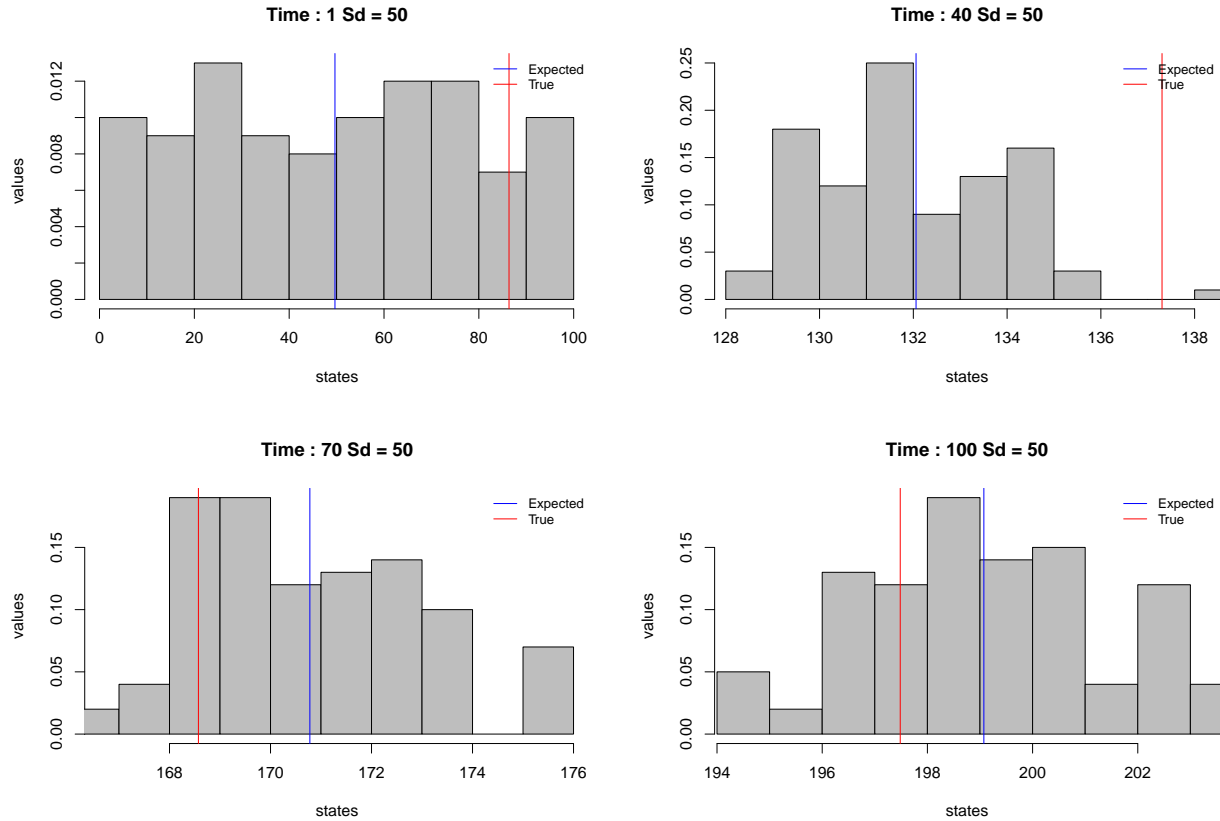 Time : 1 Sd = 50
values
0.000 0.004 0.008 0.012
Expected
True
0 20 40 60 80 100
states
Time : 40 Sd = 50
values
0.00 0.05 0.10 0.15 0.20 0.25
Expected
True
128 130 132 134 136 138
states
Time : 70 Sd = 50
values
0.00 0.05 0.10 0.15
Expected
True
168 170 172 174 176
states
Time : 100 Sd = 50
values
0.00 0.05 0.10 0.15
Expected
True
194 196 198 200 202
states